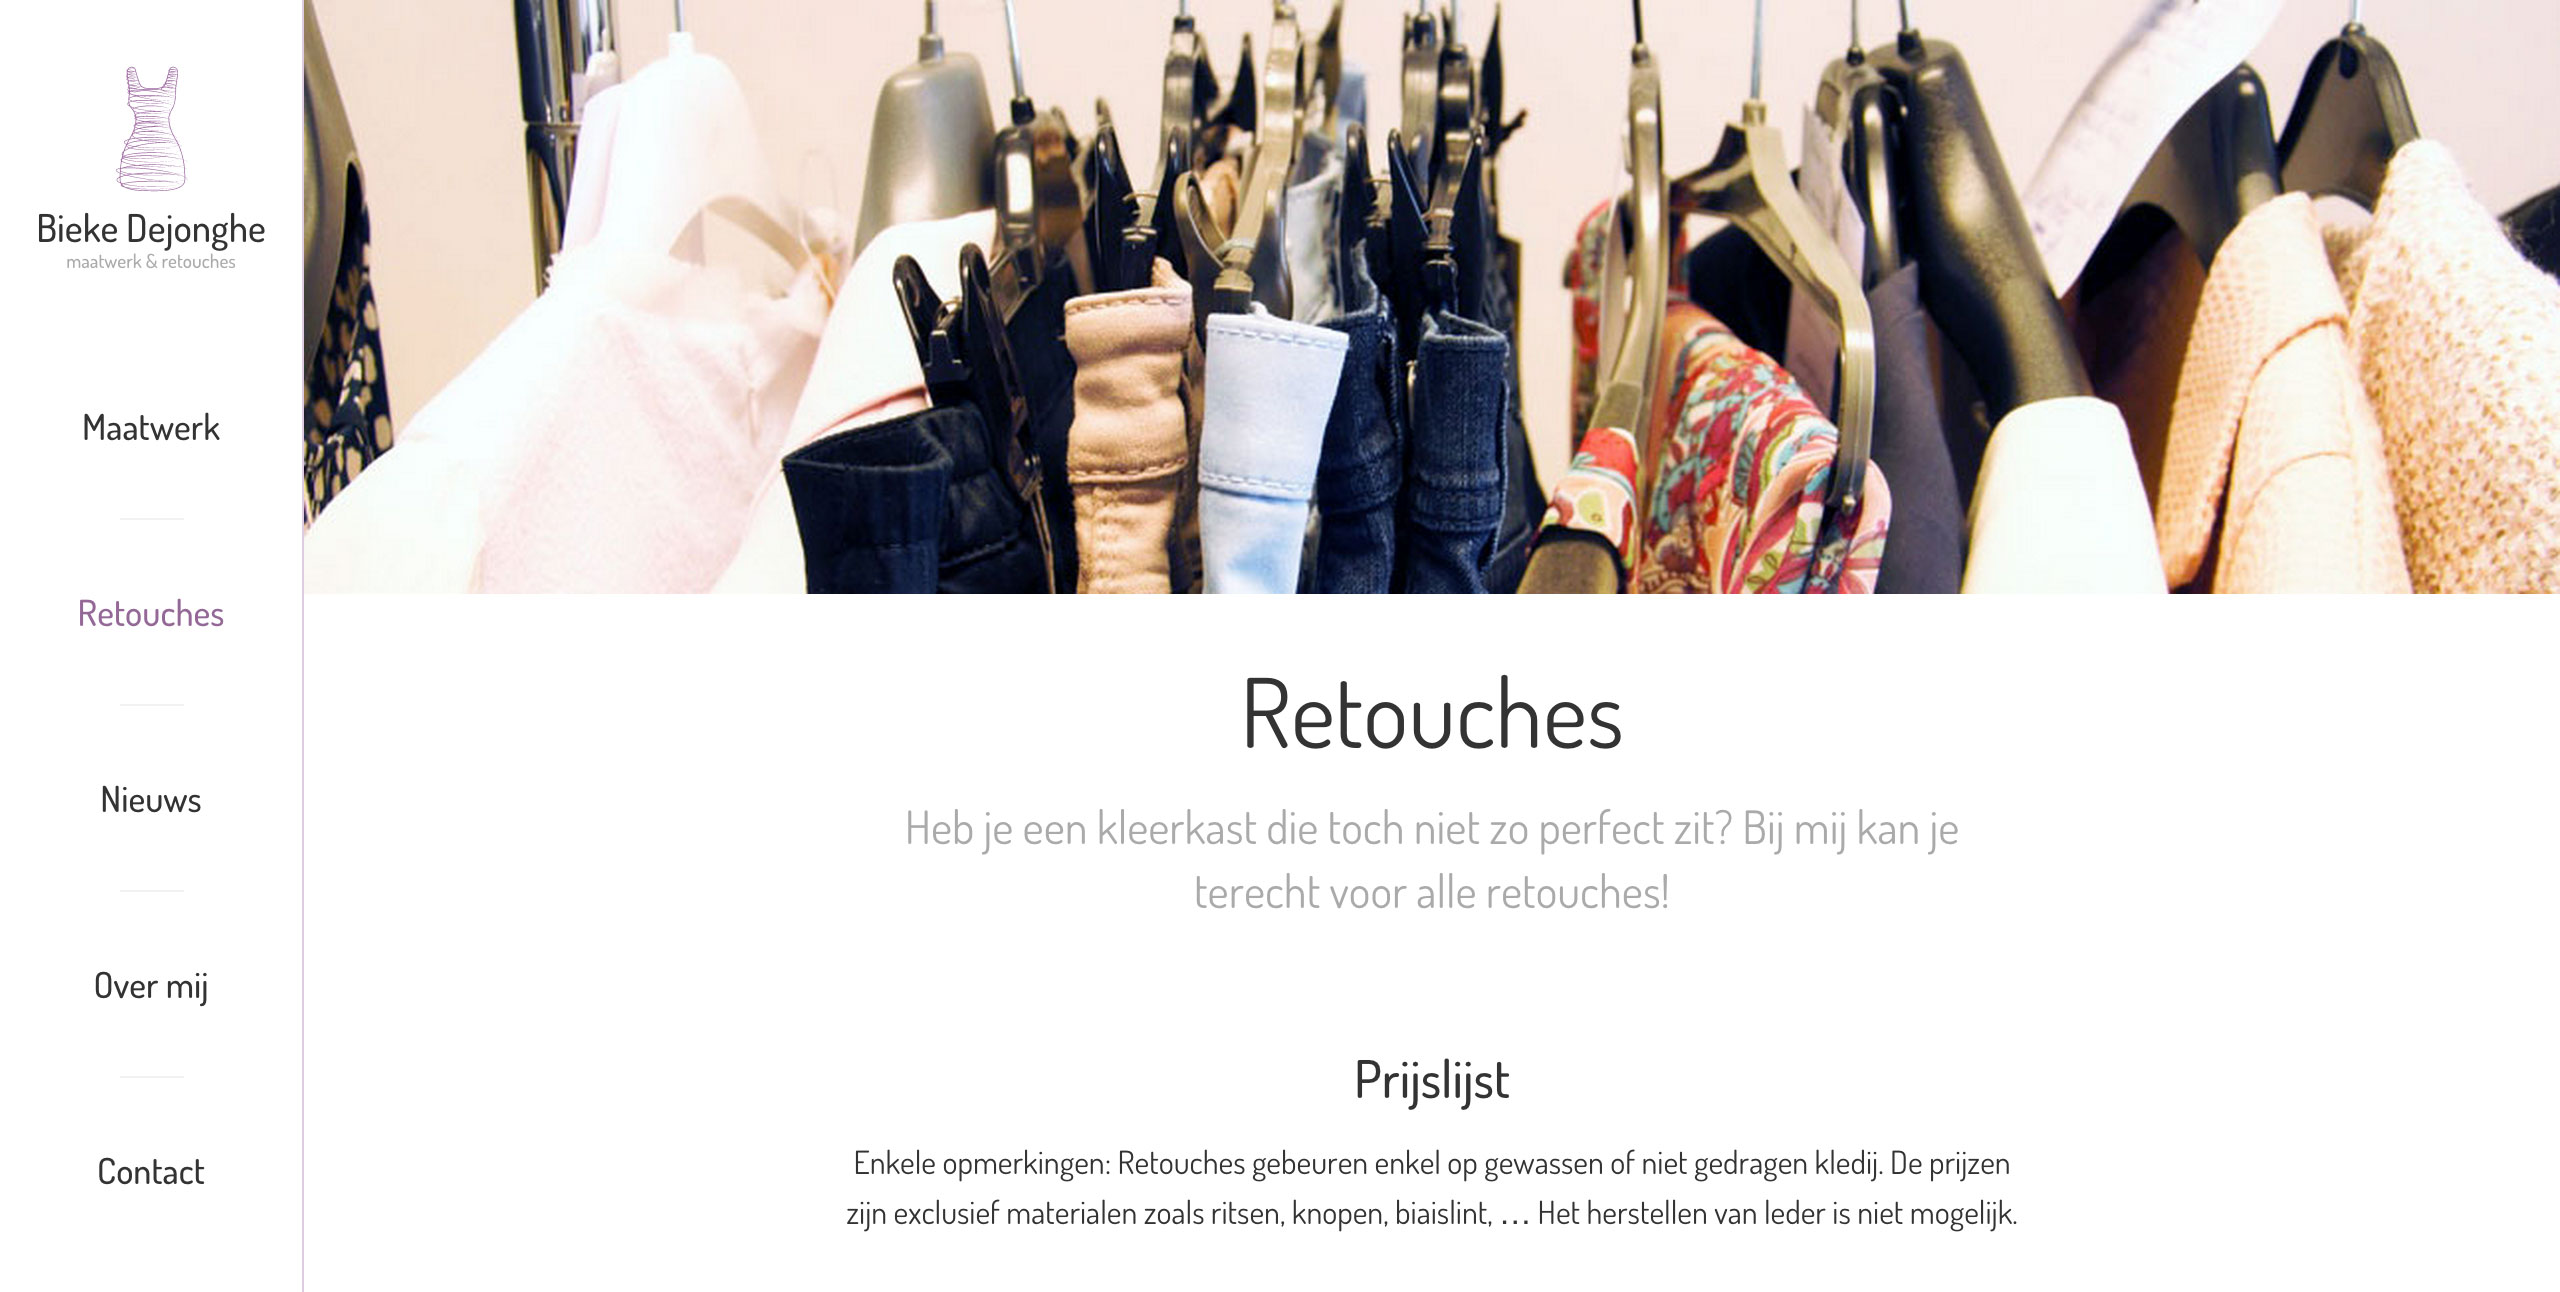 Bieke Dejonghe
maatwerk & retouches
Maatwerk
Retouches
Nieuws
Over mij
Contact
Retouches
Heb je een kleerkast die toch niet zo perfect zit? Bij mij kan je
terecht voor alle retouches!
Prijslijst
Enkele opmerkingen: Retouches gebeuren enkel op gewassen of niet gedragen kledij. De prijzen
zijn exclusief materialen zoals ritsen, knopen, biaislint, … Het herstellen van leder is niet mogelijk.